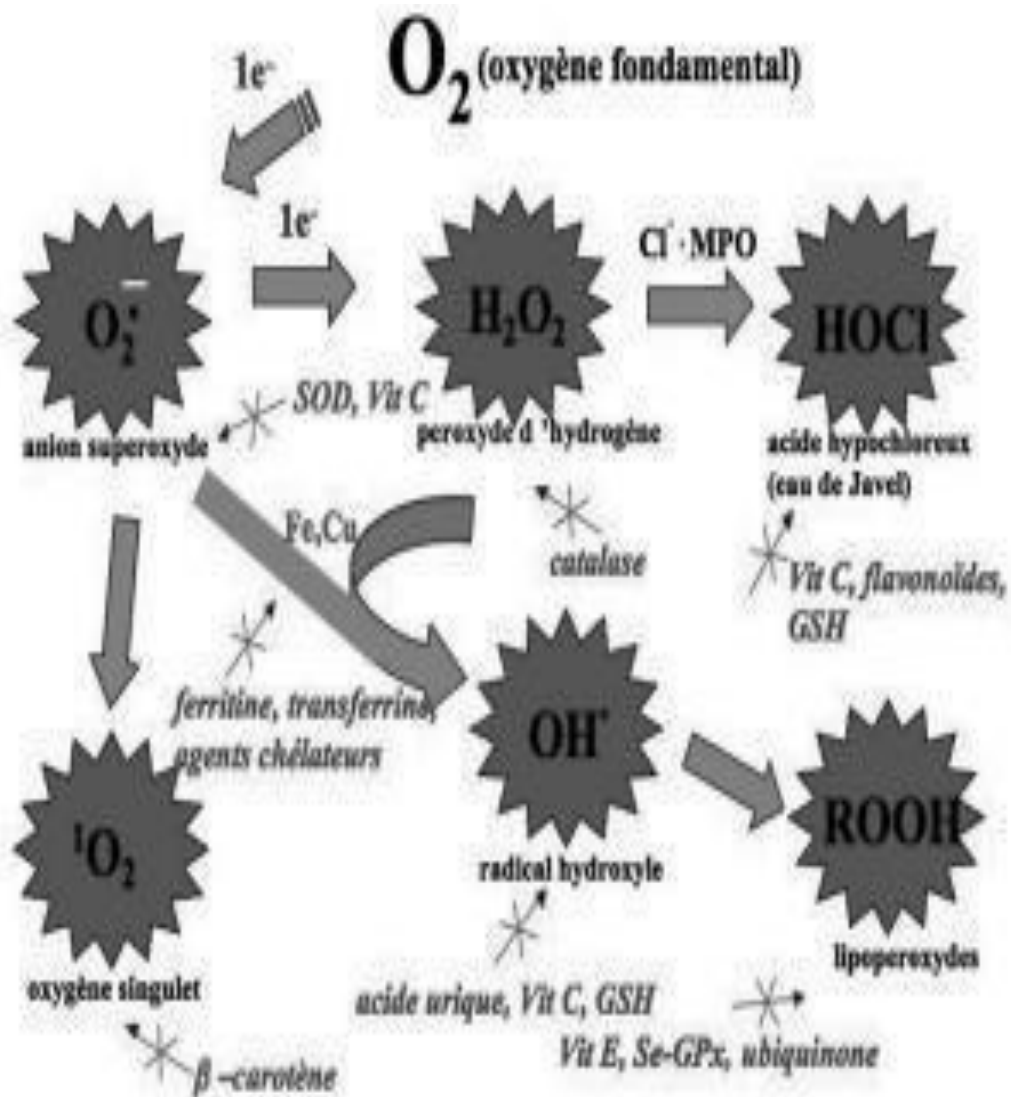 1e⁻
O₂ (oxygène fondamental)
1e⁻
Cl⁻ · MPO
O₂•⁻
H₂O₂
HOCl
SOD, Vit C
anion superoxyde
peroxyde d 'hydrogène
acide hypochloreux
(eau de Javel)
Fe,Cu
catalase
Vit C, flavonoïdes,
GSH
ferritine, transferrine,
agents chélateurs
OH•
ROOH
¹O₂
radical hydroxyle
lipoperoxydes
oxygène singulet
acide urique, Vit C, GSH
Vit E, Se-GPx, ubiquinone
β –carotène